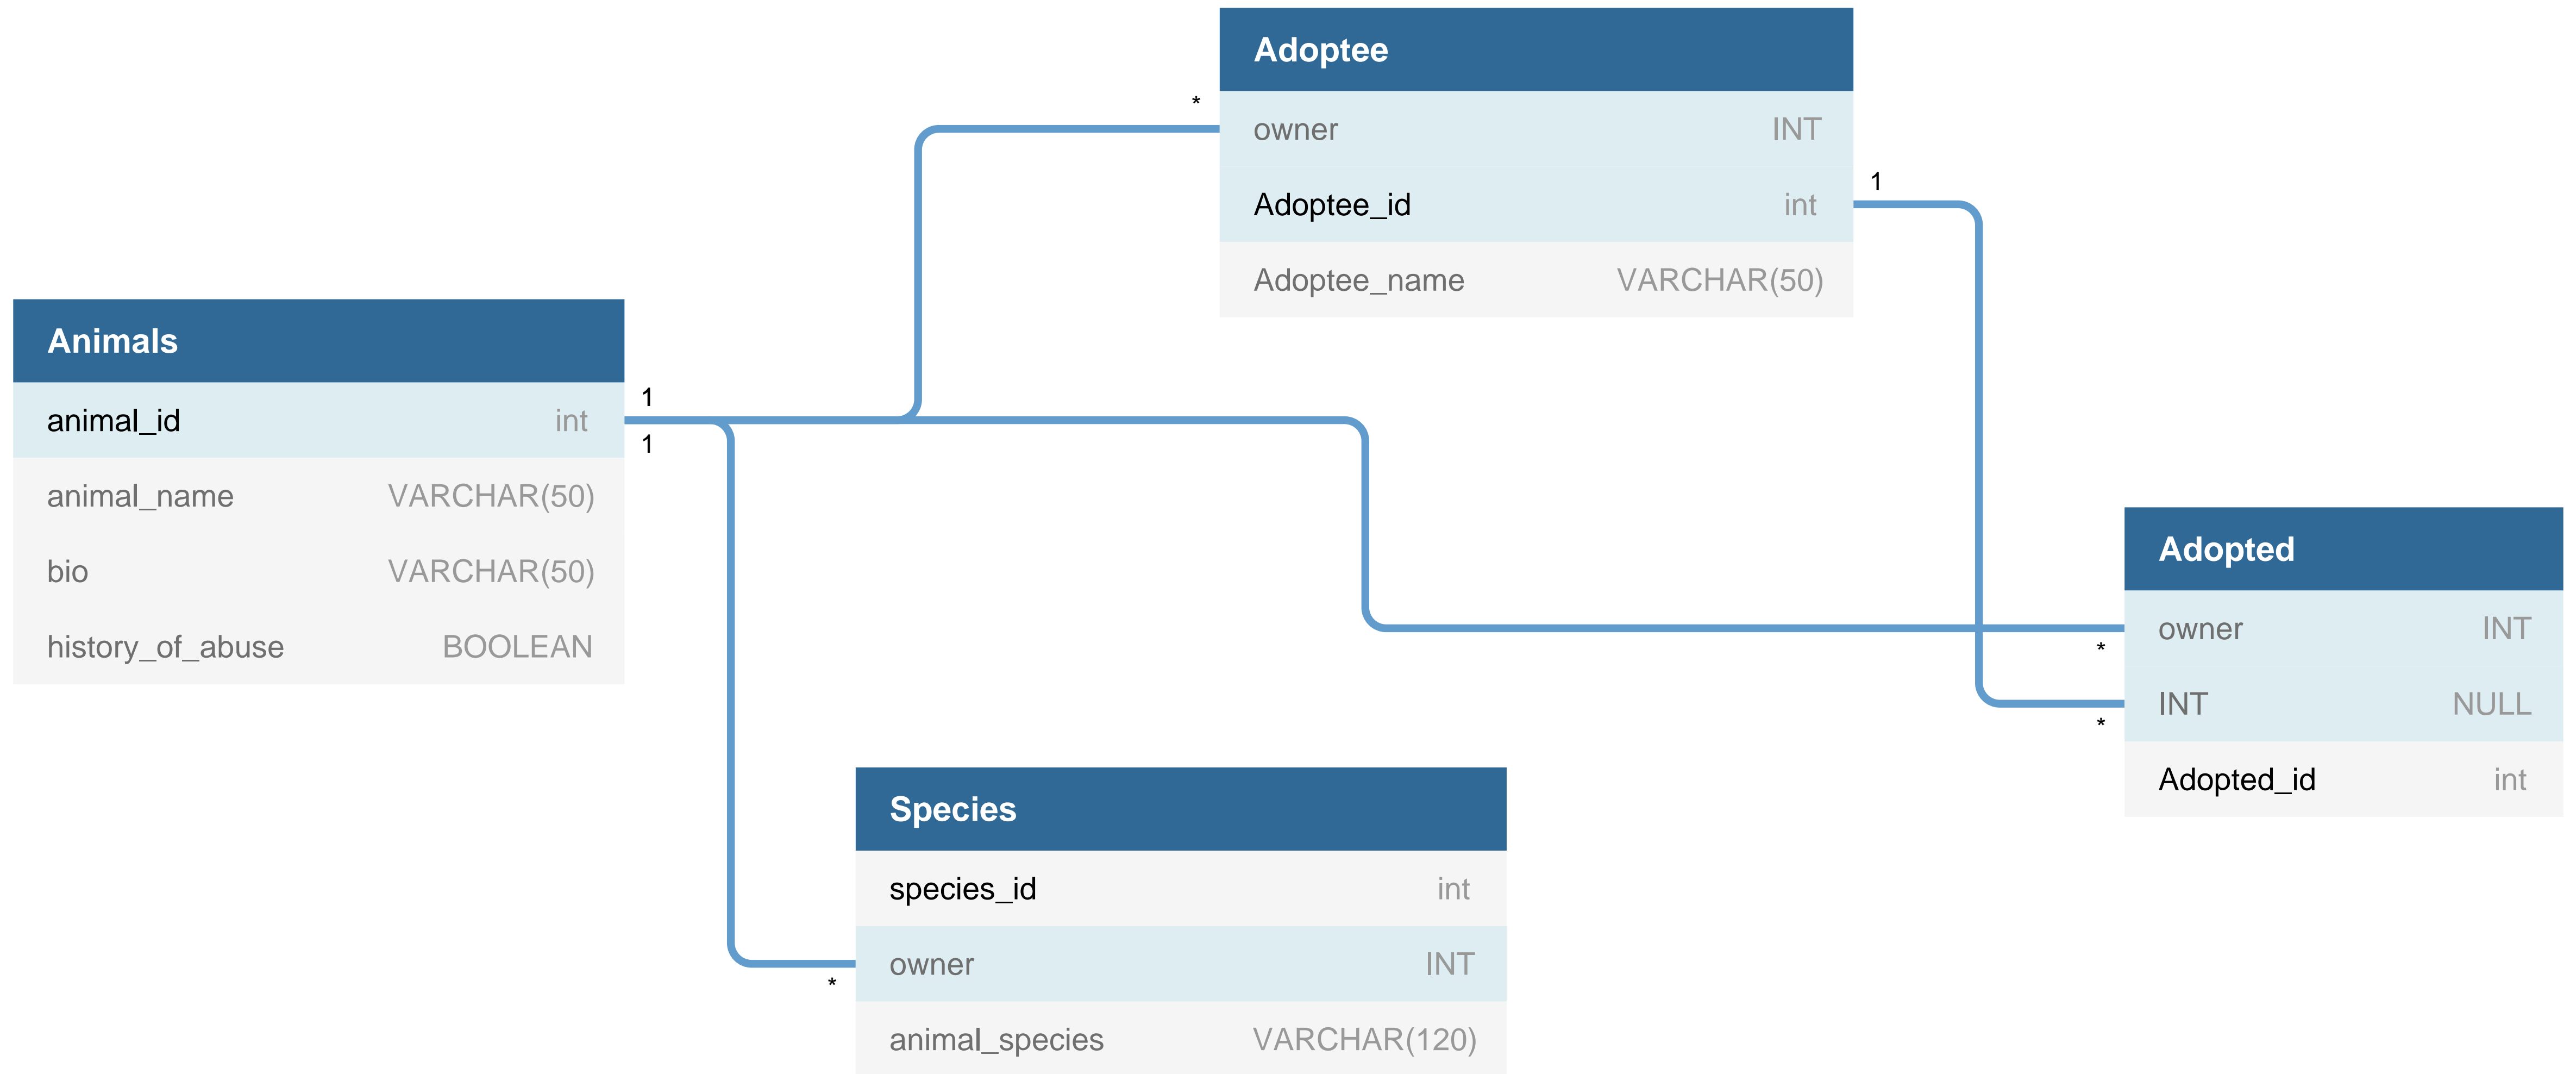 Adoptee
*
owner INT
1
Adoptee_id int
Adoptee_name VARCHAR(50)
Animals
1
animal_id int
1
animal_name VARCHAR(50)
bio VARCHAR(50)
history_of_abuse BOOLEAN
Adopted
owner INT
*
INT NULL
*
Adopted_id int
Species
species_id int
owner INT
*
animal_species VARCHAR(120)